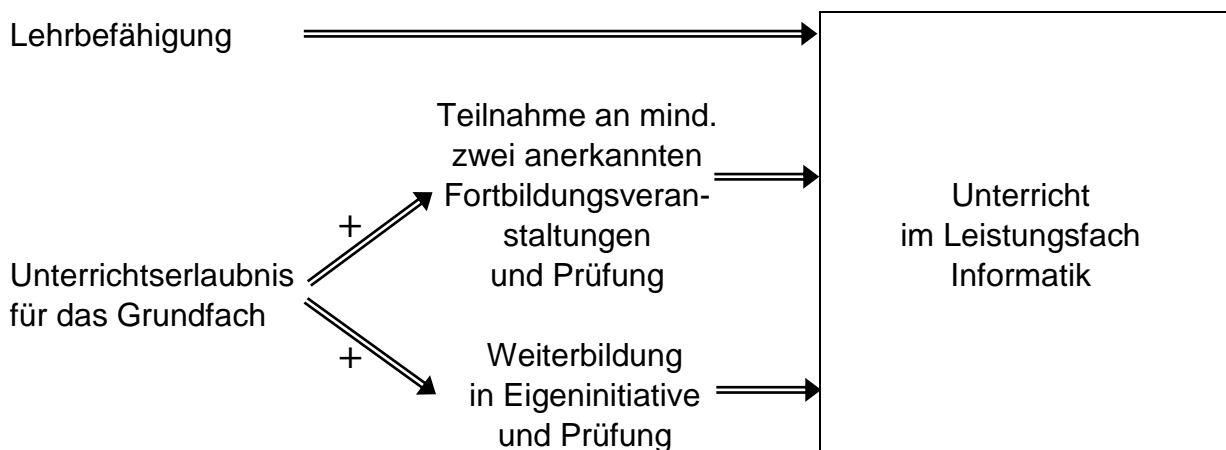 Lehrbefähigung
Teilnahme an mind.
zwei anerkannten
Fortbildungsveran-
staltungen
und Prüfung
+
Unterrichtserlaubnis
für das Grundfach
+
Weiterbildung
in Eigeninitiative
und Prüfung
Unterricht
im Leistungsfach
Informatik